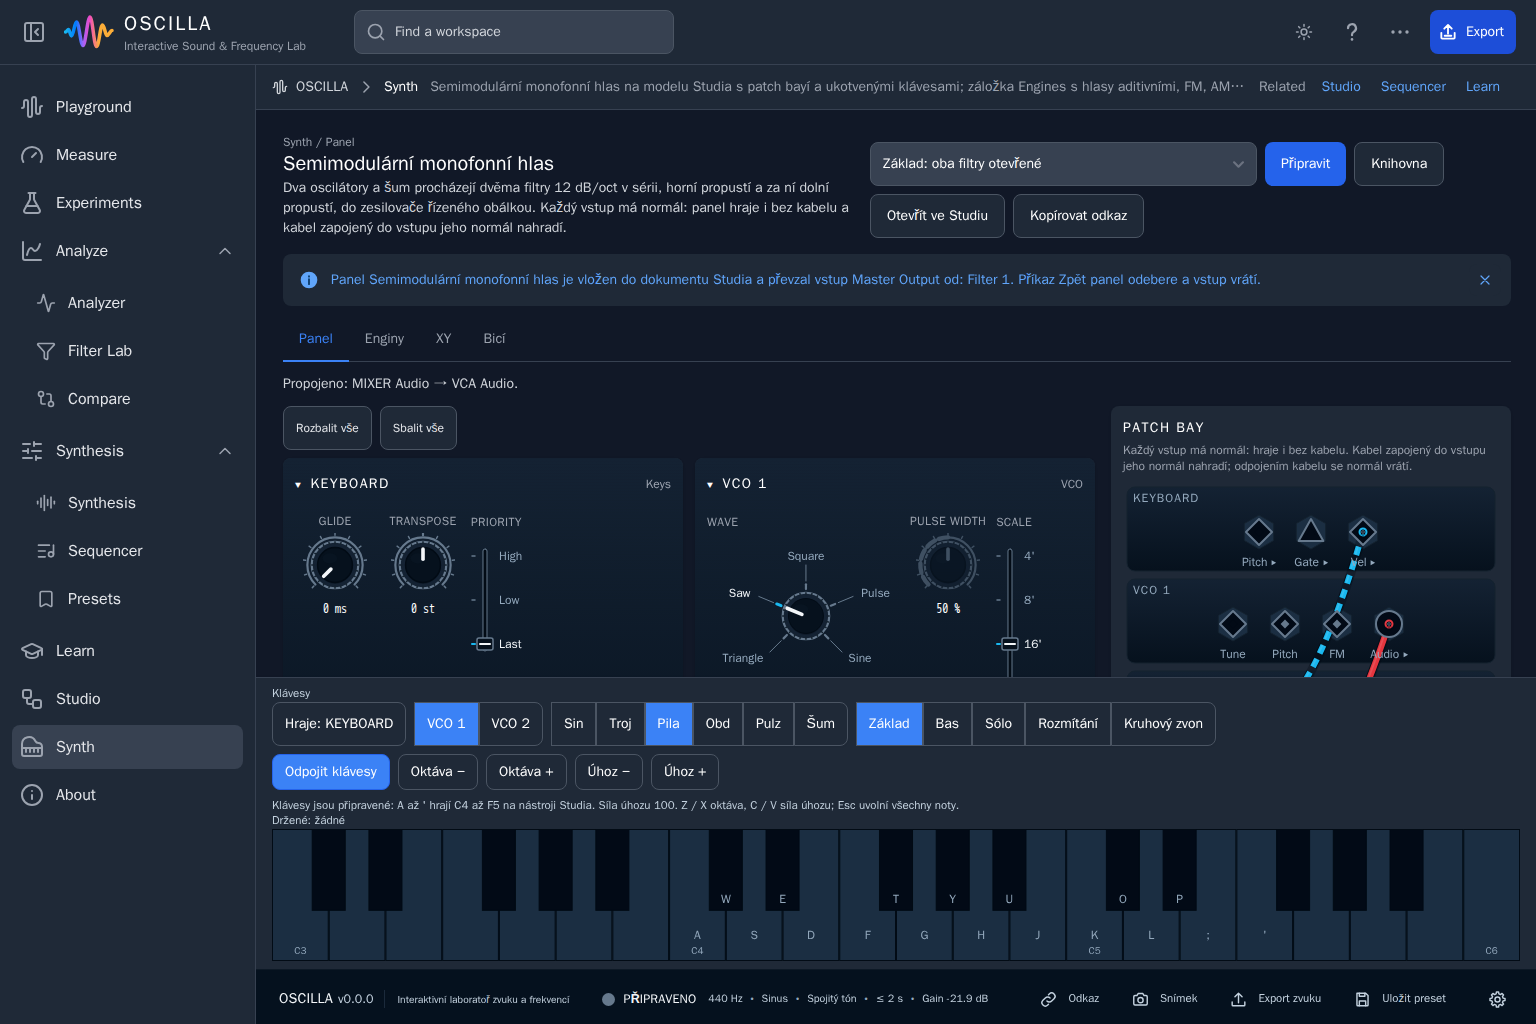 OSCILLA
Interactive Sound & Frequency Lab
Find a workspace
Export
Playground
Measure
Experiments
Analyze
Analyzer
Filter Lab
Compare
Synthesis
Synthesis
Sequencer
Presets
Learn
Studio
Synth
About
OSCILLA
Synth
Semimodulární monofonní hlas na modelu Studia s patch bayí a ukotvenými klávesami; záložka Engines s hlasy aditivními, FM, AM···
Related
Studio
Sequencer
Learn
Synth / Panel
Semimodulární monofonní hlas
Dva oscilátory a šum procházejí dvěma filtry 12 dB/oct v sérii, horní propustí a za ní dolní
propustí, do zesilovače řízeného obálkou. Každý vstup má normál: panel hraje i bez kabelu a
kabel zapojený do vstupu jeho normál nahradí.
Základ: oba filtry otevřené
Připravit
Knihovna
Otevřít ve Studiu
Kopírovat odkaz
Panel Semimodulární monofonní hlas je vložen do dokumentu Studia a převzal vstup Master Output od: Filter 1. Příkaz Zpět panel odebere a vstup vrátí.
Panel
Enginy
XY
Bicí
Propojeno: MIXER Audio → VCA Audio.
Rozbalit vše
Sbalit vše
KEYBOARD
Keys
GLIDE
TRANSPOSE
PRIORITY
High
Low
Last
0 ms
0 st
VCO 1
VCO
WAVE
Square
Saw
Pulse
Triangle
Sine
PULSE WIDTH
50 %
SCALE
4'
8'
16'
PATCH BAY
Každý vstup má normál: hraje i bez kabelu. Kabel zapojený do vstupu
jeho normál nahradí; odpojením kabelu se normál vrátí.
KEYBOARD
Pitch ▸
Gate ▸
Vel ▸
VCO 1
Tune
Pitch
FM
Audio ▸
Klávesy
Hraje: KEYBOARD
VCO 1
VCO 2
Sin
Troj
Pila
Obd
Pulz
Šum
Základ
Bas
Sólo
Rozmítání
Kruhový zvon
Odpojit klávesy
Oktáva −
Oktáva +
Úhoz −
Úhoz +
Klávesy jsou připravené: A až ' hrají C4 až F5 na nástroji Studia. Síla úhozu 100. Z / X oktáva, C / V síla úhozu; Esc uvolní všechny noty.
Držené: žádné
W E T Y U O P
A S D F G H J K L ; '
C3 C4 C5 C6
OSCILLA v0.0.0
Interaktivní laboratoř zvuku a frekvencí
PŘIPRAVENO
440 Hz • Sinus • Spojitý tón • ≤ 2 s • Gain -21.9 dB
Odkaz
Snímek
Export zvuku
Uložit preset